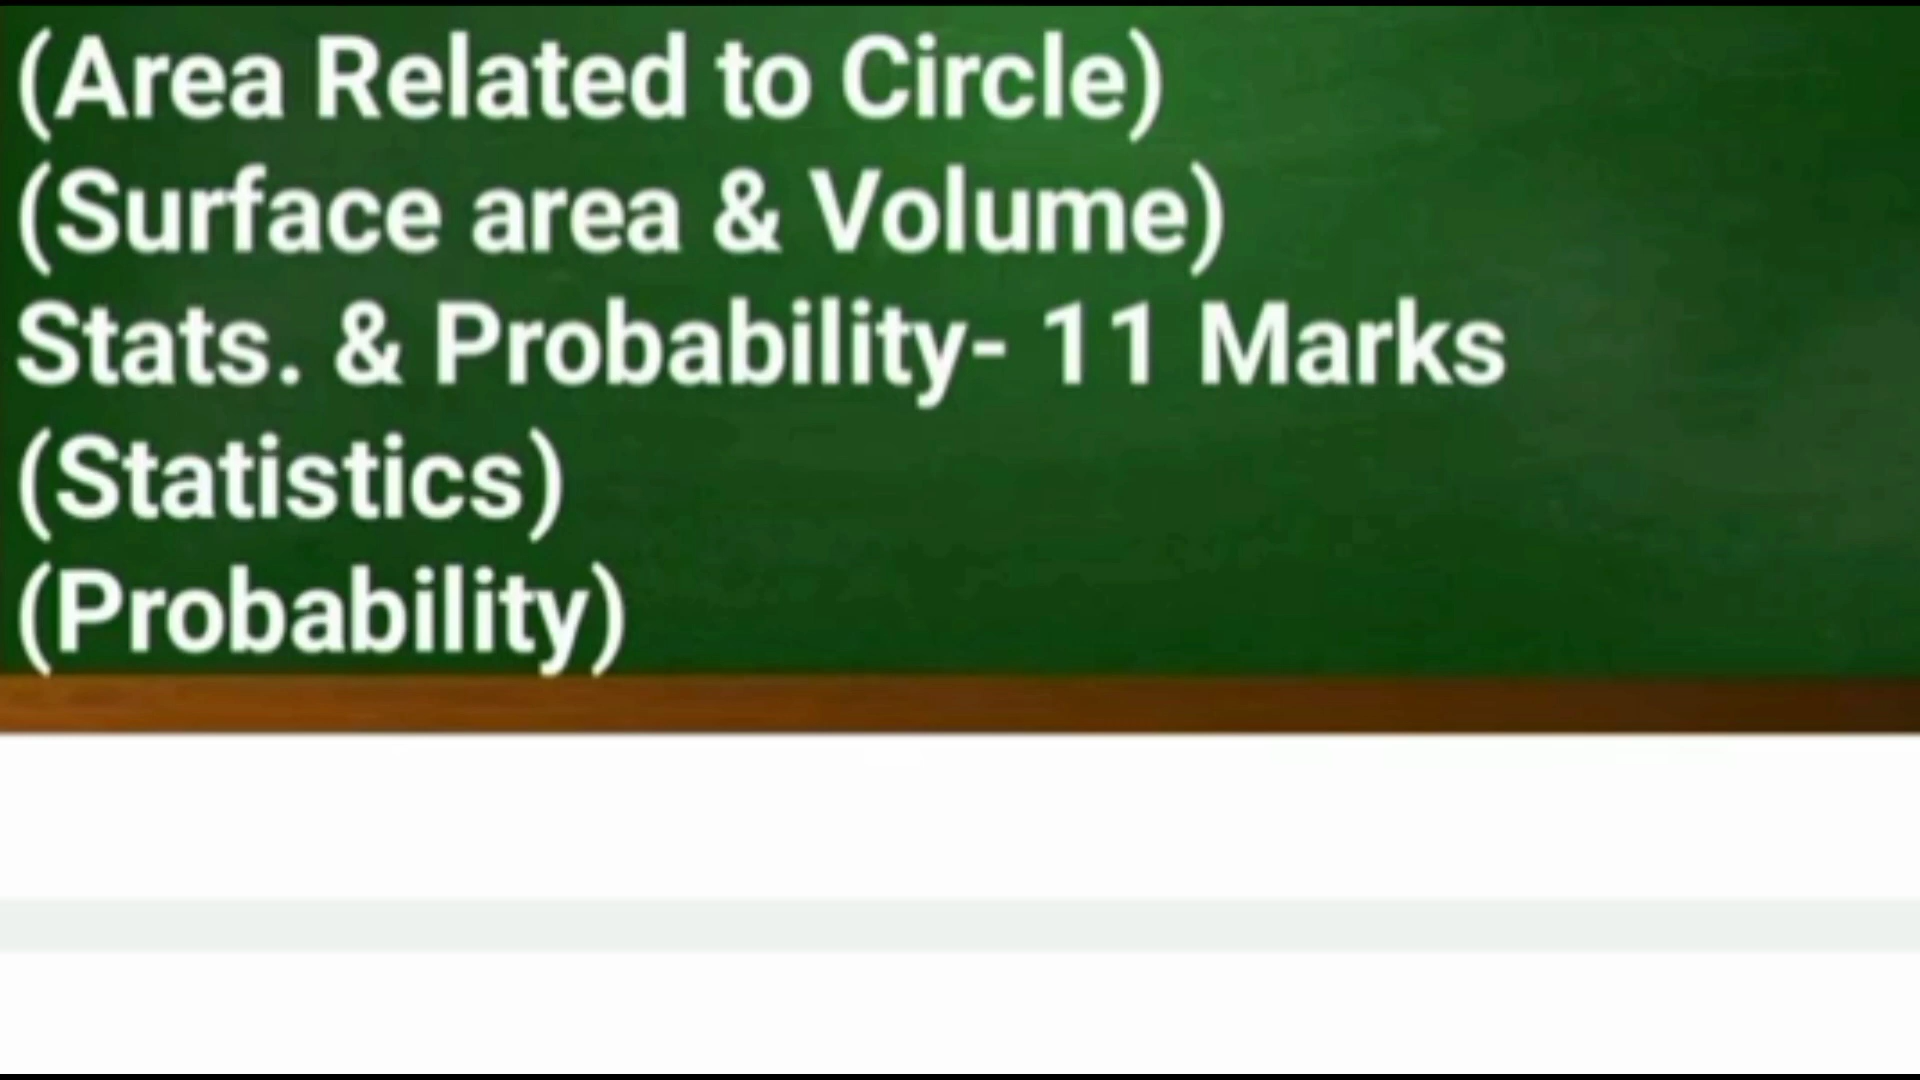 (Area Related to Circle)
(Surface area & Volume)
Stats. & Probability- 11 Marks
(Statistics)
(Probability)